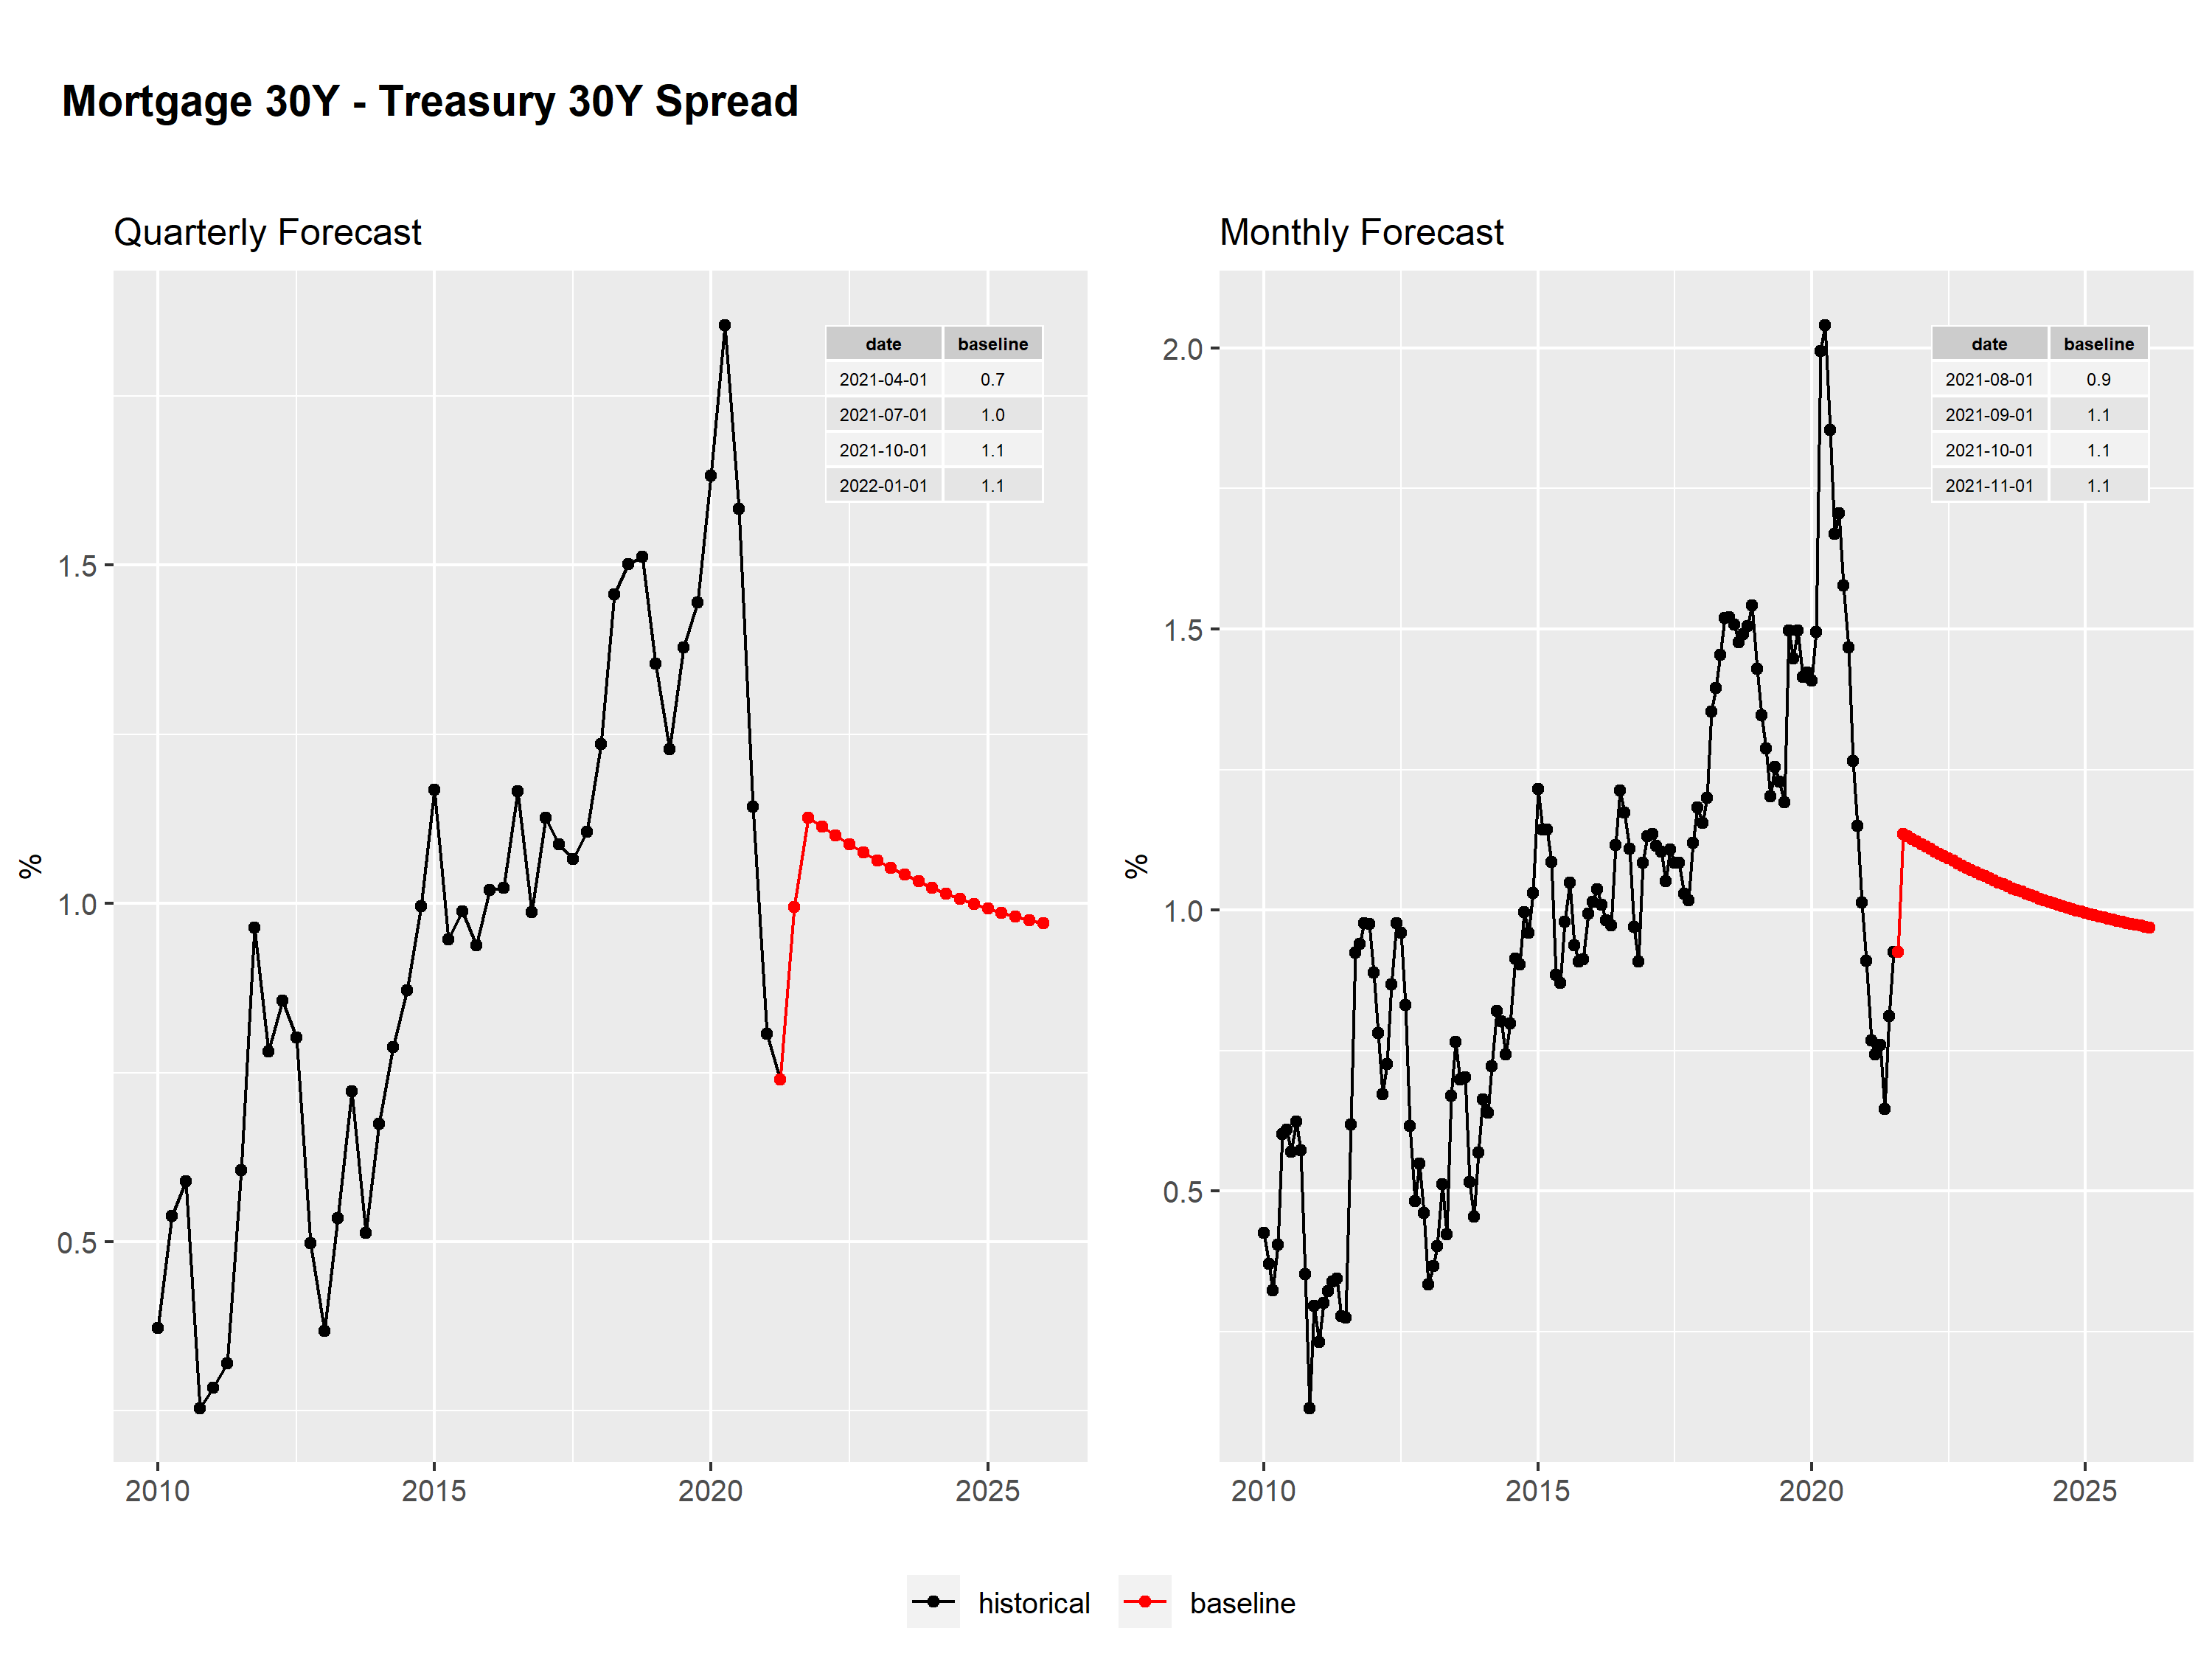 Mortgage 30Y - Treasury 30Y Spread
Quarterly Forecast
%
1.5
1.0
0.5
2010 2015 2020 2025
date baseline
2021-04-01 0.7
2021-07-01 1.0
2021-10-01 1.1
2022-01-01 1.1
Monthly Forecast
%
2.0
1.5
1.0
0.5
2010 2015 2020 2025
date baseline
2021-08-01 0.9
2021-09-01 1.1
2021-10-01 1.1
2021-11-01 1.1
historical baseline